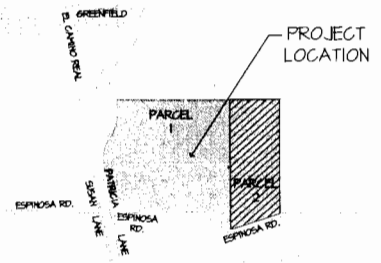 GREENFIELD
EL CAMINO REAL
PROJECT
LOCATION
PARCEL
1
PARCEL
2
PATRICIA
LANE
SUSAN LANE
ESPINOSA RD.
ESPINOSA
RD.
ESPINOSA RD.